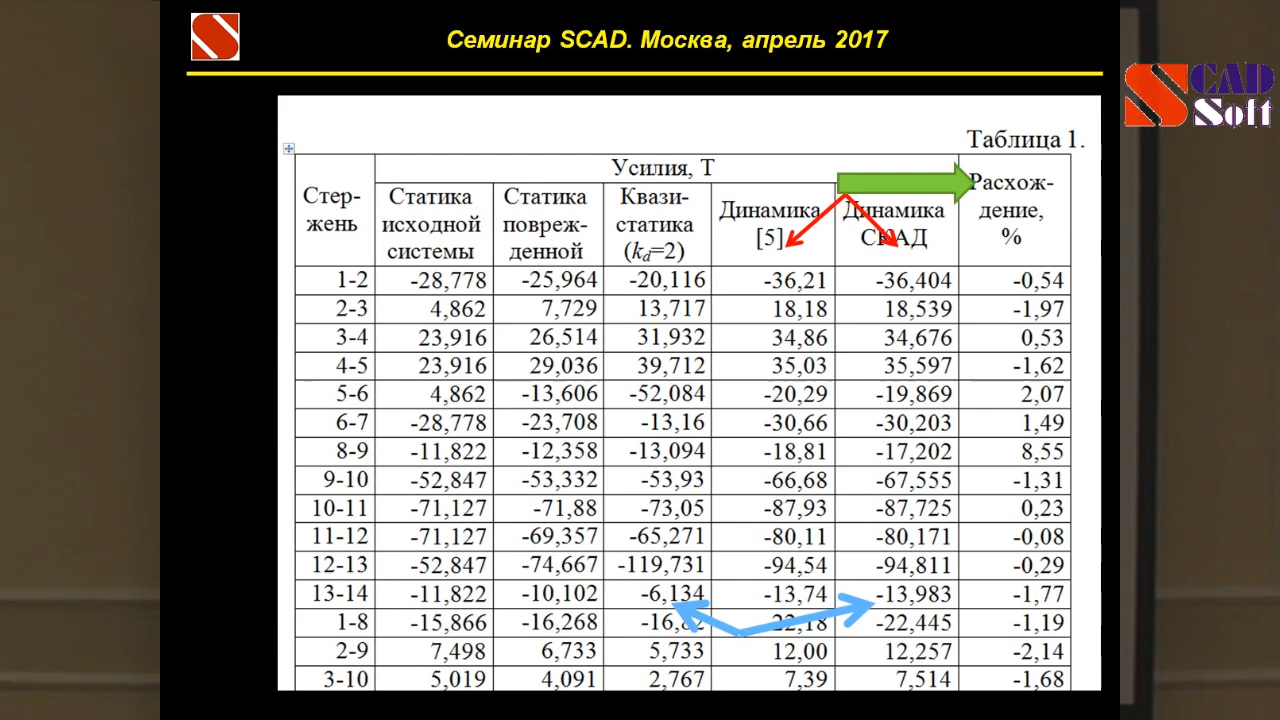 Семинар SCAD. Москва, апрель 2017
SCAD
Soft
Таблица 1.
Стер-
жень
Усилия, Т
Расхож-
дение,
%
Статика
исходной
системы
Статика
повреж-
денной
Квази-
статика
(kd=2)
Динамика
[5]
Динамика
СКАД
1-2 -28,778 -25,964 -20,116 -36,21 -36,404 -0,54
2-3 4,862 7,729 13,717 18,18 18,539 -1,97
3-4 23,916 26,514 31,932 34,86 34,676 0,53
4-5 23,916 29,036 39,712 35,03 35,597 -1,62
5-6 4,862 -13,606 -52,084 -20,29 -19,869 2,07
6-7 -28,778 -23,708 -13,16 -30,66 -30,203 1,49
8-9 -11,822 -12,358 -13,094 -18,81 -17,202 8,55
9-10 -52,847 -53,332 -53,93 -66,68 -67,555 -1,31
10-11 -71,127 -71,88 -73,05 -87,93 -87,725 0,23
11-12 -71,127 -69,357 -65,271 -80,11 -80,171 -0,08
12-13 -52,847 -74,667 -119,731 -94,54 -94,811 -0,29
13-14 -11,822 -10,102 -6,134 -13,74 -13,983 -1,77
1-8 -15,866 -16,268 -22,445 -1,19
2-9 7,498 6,733 5,733 12,00 12,257 -2,14
3-10 5,019 4,091 2,767 7,39 7,514 -1,68